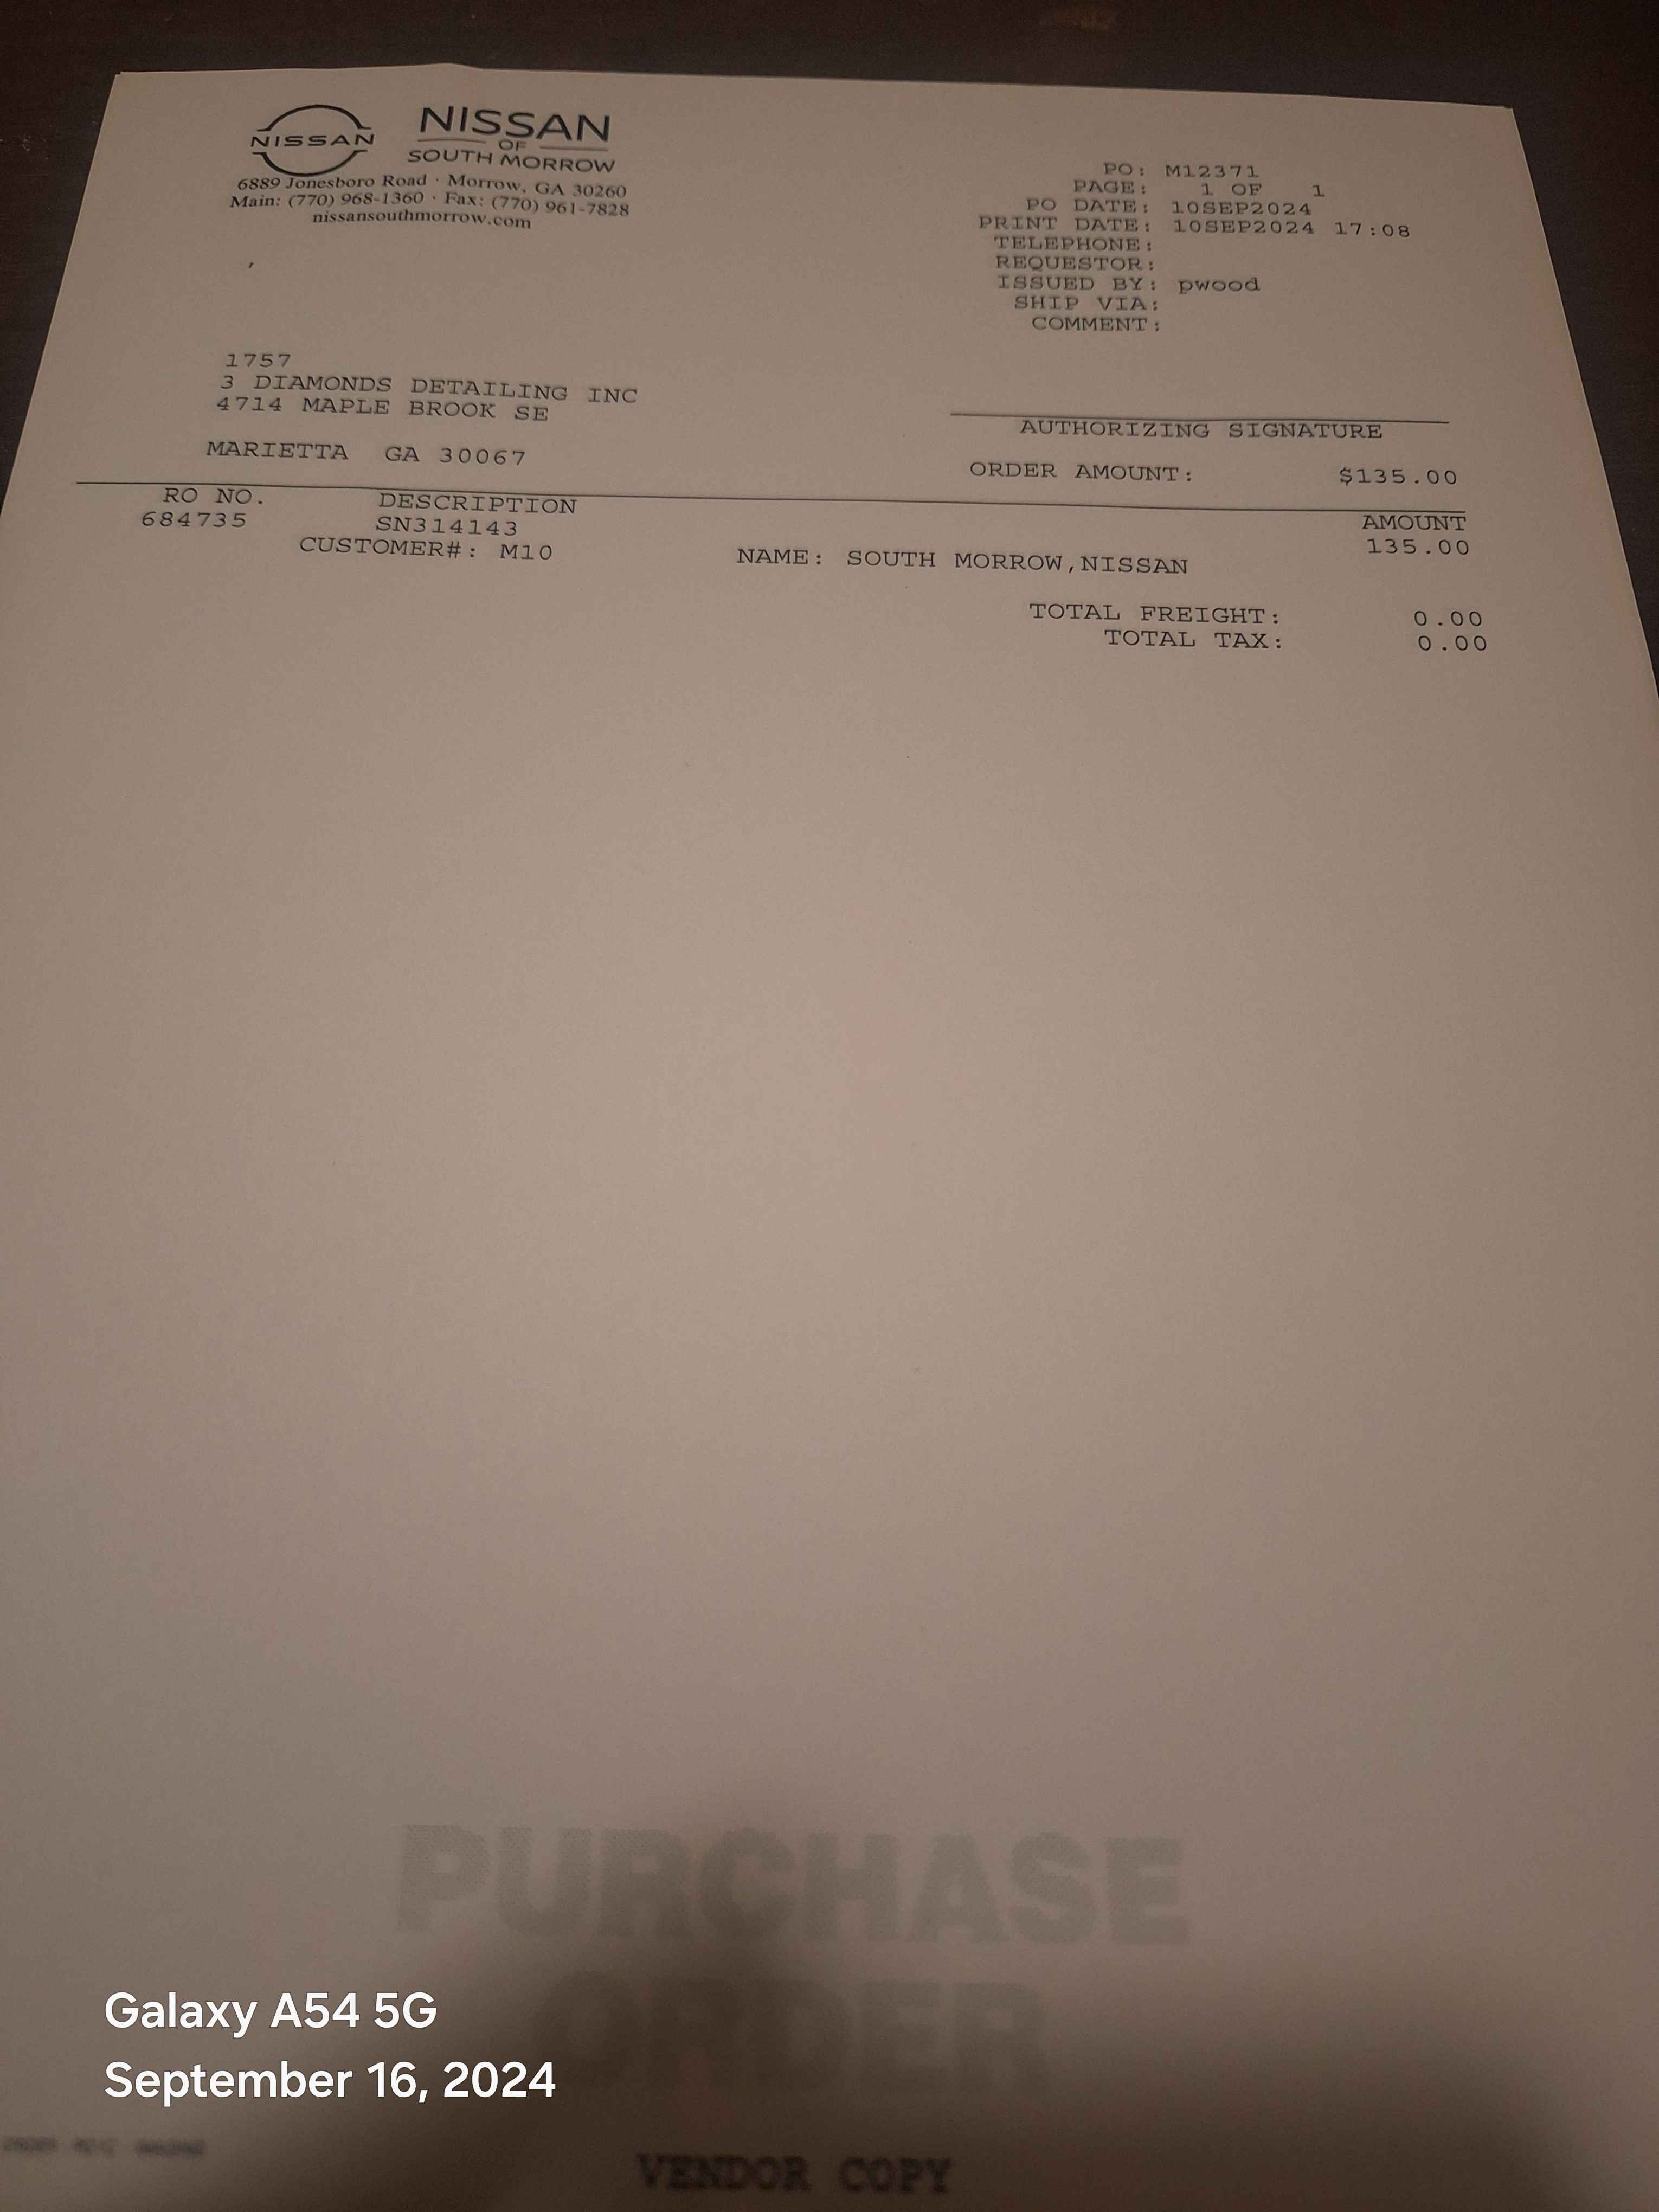 NISSAN
NISSAN
OF
SOUTH MORROW
6889 Jonesboro Road · Morrow, GA 30260
Main: (770) 968-1360 · Fax: (770) 961-7828
nissansouthmorrow.com
PO: M12371
PAGE: 1 OF 1
PO DATE: 10SEP2024
PRINT DATE: 10SEP2024 17:08
TELEPHONE:
REQUESTOR:
ISSUED BY: pwood
SHIP VIA:
COMMENT:
1757
3 DIAMONDS DETAILING INC
4714 MAPLE BROOK SE
MARIETTA GA 30067
AUTHORIZING SIGNATURE
ORDER AMOUNT: $135.00
RO NO. DESCRIPTION AMOUNT
684735 SN314143 135.00
CUSTOMER#: M10 NAME: SOUTH MORROW,NISSAN
TOTAL FREIGHT: 0.00
TOTAL TAX: 0.00
PURCHASE
ORDER
Galaxy A54 5G
September 16, 2024
VENDOR COPY